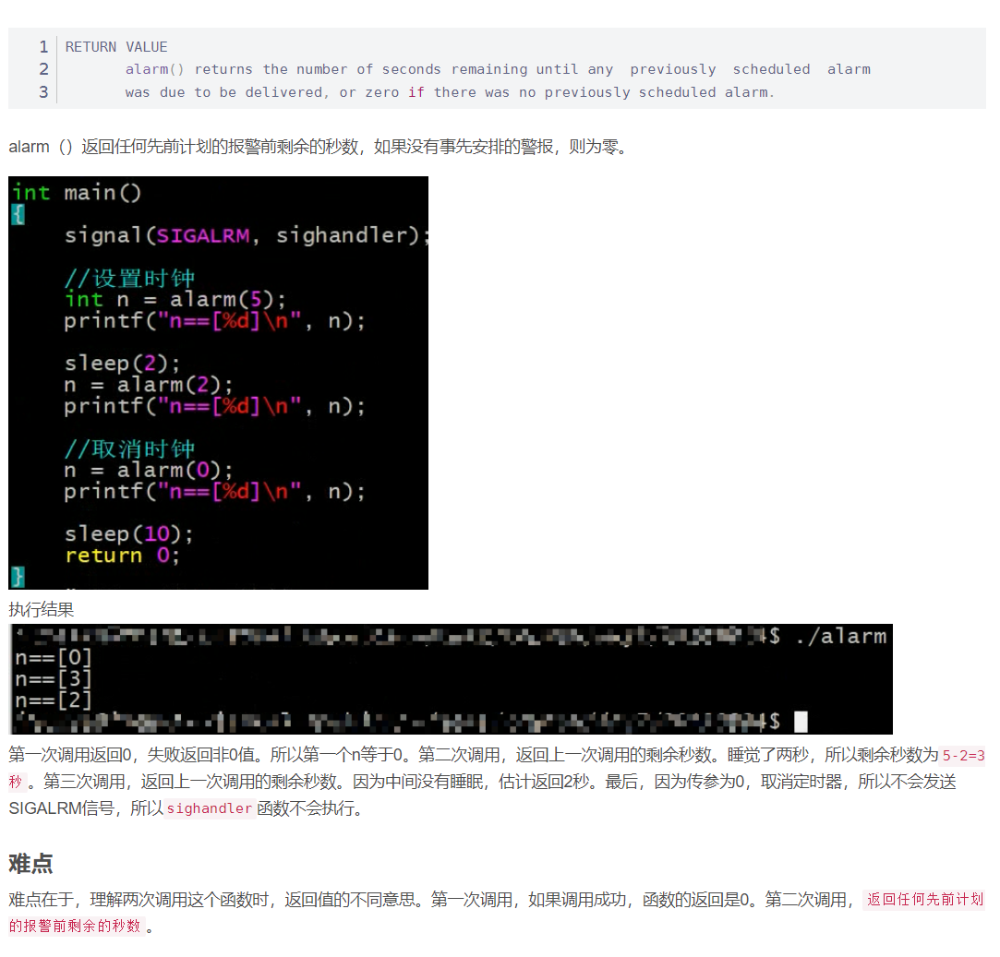 1 RETURN VALUE
2 alarm() returns the number of seconds remaining until any previously scheduled alarm
3 was due to be delivered, or zero if there was no previously scheduled alarm.
alarm（）返回任何先前计划的报警前剩余的秒数，如果没有事先安排的警报，则为零。
int main()
{
signal(SIGALRM, sighandler);
//设置时钟
int n = alarm(5);
printf("n==[%d]\n", n);
sleep(2);
n = alarm(2);
printf("n==[%d]\n", n);
//取消时钟
n = alarm(0);
printf("n==[%d]\n", n);
sleep(10);
return 0;
}
执行结果
$ ./alarm
n==[0]
n==[3]
n==[2]
$
第一次调用返回0，失败返回非0值。所以第一个n等于0。第二次调用，返回上一次调用的剩余秒数。睡觉了两秒，所以剩余秒数为 5-2=3
秒 。第三次调用，返回上一次调用的剩余秒数。因为中间没有睡眠，估计返回2秒。最后，因为传参为0，取消定时器，所以不会发送
SIGALRM信号，所以 sighandler 函数不会执行。
难点
难点在于，理解两次调用这个函数时，返回值的不同意思。第一次调用，如果调用成功，函数的返回是0。第二次调用， 返回任何先前计划
的报警前剩余的秒数 。